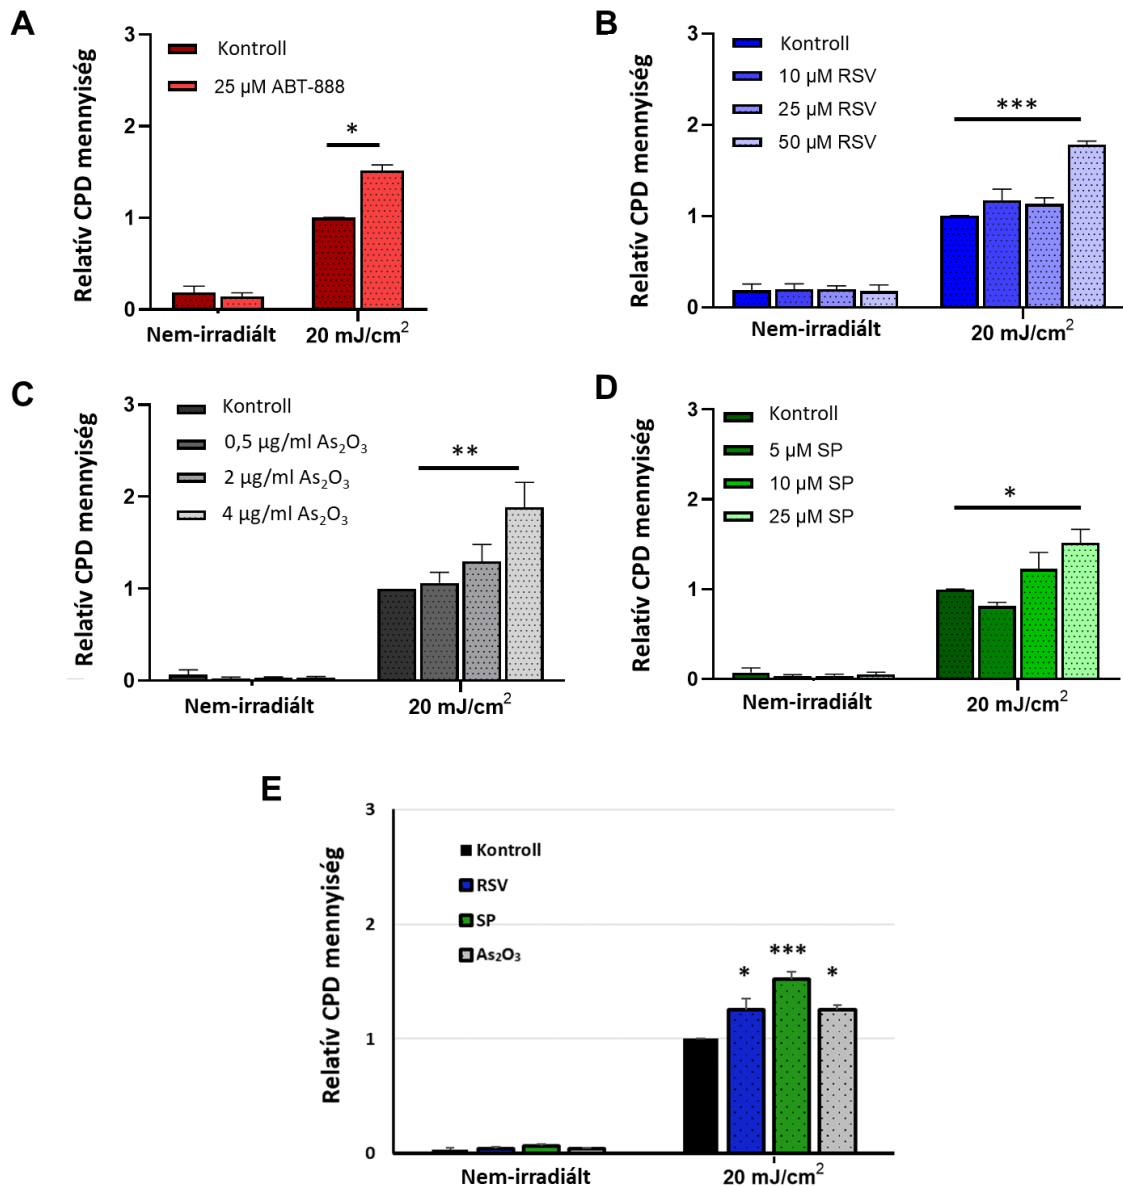 A
Relatív CPD mennyiség
3
2
1
0
Kontroll
25 µM ABT-888
*
Nem-irradiált
20 mJ/cm²
B
Relatív CPD mennyiség
3
2
1
0
Kontroll
10 µM RSV
25 µM RSV
50 µM RSV
***
Nem-irradiált
20 mJ/cm²
C
Relatív CPD mennyiség
3
2
1
0
Kontroll
0,5 µg/ml As₂O₃
2 µg/ml As₂O₃
4 µg/ml As₂O₃
**
Nem-irradiált
20 mJ/cm²
D
Relatív CPD mennyiség
3
2
1
0
Kontroll
5 µM SP
10 µM SP
25 µM SP
*
Nem-irradiált
20 mJ/cm²
E
Relatív CPD mennyiség
3
2
1
0
Kontroll
RSV
SP
As₂O₃
* *** *
Nem-irradiált
20 mJ/cm²